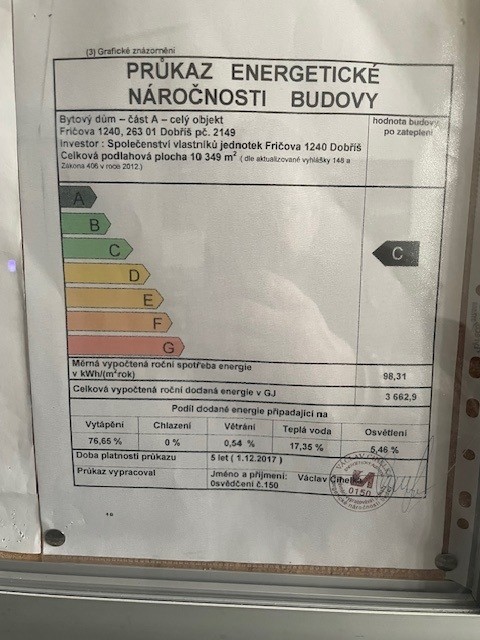 (3) Grafické znázornění
PRŮKAZ ENERGETICKÉ
NÁROČNOSTI BUDOVY
Bytový dům – část A – celý objekt
Fričova 1240, 263 01 Dobříš pč. 2149
Investor : Společenství vlastníků jednotek Fričova 1240 Dobříš
Celková podlahová plocha 10 349 m² ( dle aktualizované vyhlášky 148 a
Zákona 406 v roce 2012.)
hodnota budovy
po zateplení
A
B
C
C
D
E
F
G
Měrná vypočtená roční spotřeba energie
v kWh/(m²rok)
98,31
Celková vypočtená roční dodaná energie v GJ
3 662,9
Podíl dodané energie připadající na
Vytápění Chlazení Větrání Teplá voda Osvětlení
76,65 % 0 % 0,54 % 17,35 % 5,46 %
Doba platnosti průkazu 5 let ( 1.12.2017 )
Průkaz vypracoval Jméno a příjmení: Václav Cihelka
osvědčení č.150
0150